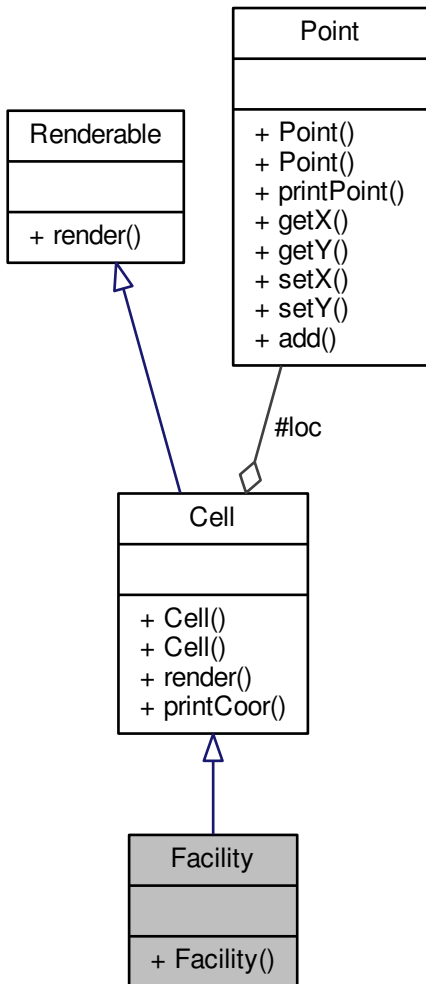 Point
+ Point()
+ Point()
+ printPoint()
+ getX()
+ getY()
+ setX()
+ setY()
+ add()
Renderable
+ render()
#loc
Cell
+ Cell()
+ Cell()
+ render()
+ printCoor()
Facility
+ Facility()